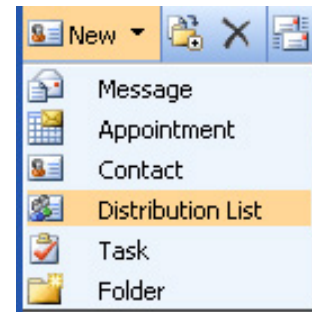 New
Message
Appointment
Contact
Distribution List
Task
Folder